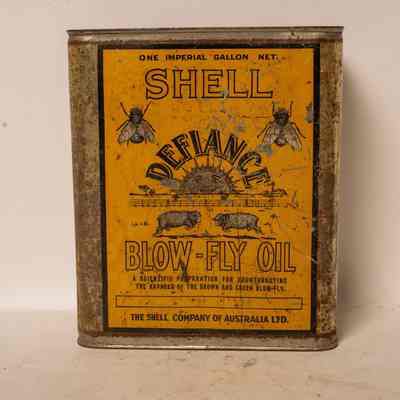 ONE IMPERIAL GALLON NET.
SHELL
DEFIANCE
BLOW-FLY OIL
A SCIENTIFIC PREPARATION FOR COUNTERACTING
THE RAVAGES OF THE BROWN AND GREEN BLOW-FLY.
THE SHELL COMPANY OF AUSTRALIA LTD.